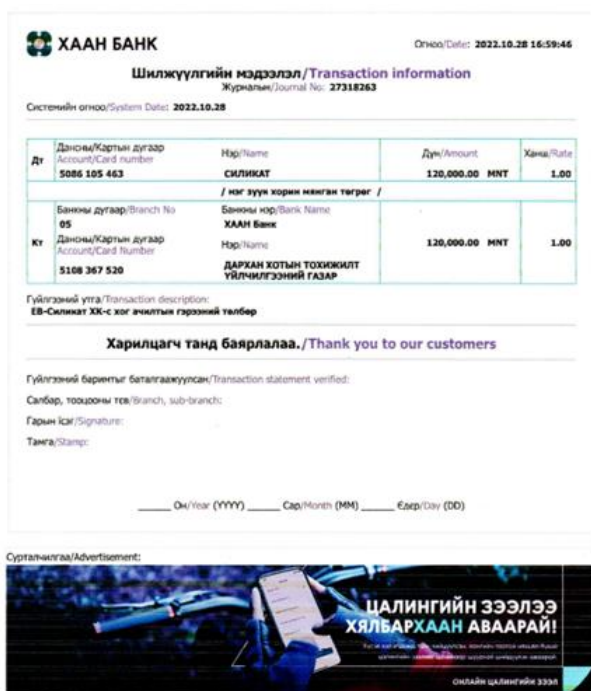 ХААН БАНК
Огноо/Date: 2022.10.28 16:59:46
Шилжүүлгийн мэдээлэл/Transaction information
Журналын/Journal No: 27318263
Системийн огноо/System Date: 2022.10.28
Дт
Дансны/Картын дугаар
Account/Card number
5086 105 463
Нэр/Name
СИЛИКАТ
Дүн/Amount
120,000.00 MNT
Ханш/Rate
1.00
/ нэг зуун хорин мянган төгрөг /
Кт
Банкны дугаар/Branch No
05
Банкны нэр/Bank Name
ХААН Банк
Дансны/Картын дугаар
Account/Card Number
5108 367 520
Нэр/Name
ДАРХАН ХОТЫН ТОХИЖИЛТ
ҮЙЛЧИЛГЭЭНИЙ ГАЗАР
120,000.00 MNT
1.00
Гүйлгээний утга/Transaction description:
ЕВ-Силикат ХК-с хог ачилтын гэрээний төлбөр
Харилцагч танд баярлалаа./Thank you to our customers
Гүйлгээний баримтыг баталгаажуулсан/Transaction statement verified:
Салбар, тооцооны төв/Branch, sub-branch:
Гарын үсэг/Signature:
Тамга/Stamp:
Он/Year (YYYY) Сар/Month (MM) Өдөр/Day (DD)
Сурталчилгаа/Advertisement:
ЦАЛИНГИЙН ЗЭЭЛЭЭ
ХЯЛБАРХААН АВААРАЙ!
ОНЛАЙН ЦАЛИНГИЙН ЗЭЭЛ